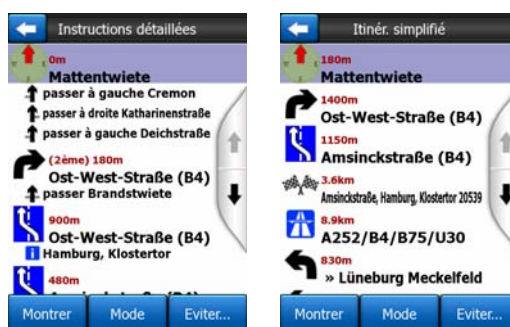 Instructions détaillées
0m
Mattentwiete
passer à gauche Cremon
passer à droite Katharinenstraße
passer à gauche Deichstraße
(2ème) 180m
Ost-West-Straße (B4)
passer Brandstwiete
900m
Ost-West-Straße (B4)
Hamburg, Klostertor
480m
Montrer
Mode
Eviter...
Itinér. simplifié
180m
Mattentwiete
1400m
Ost-West-Straße (B4)
1150m
Amsinckstraße (B4)
3.6km
Amsinckstraße, Hamburg, Klostertor 20539
8.9km
A252/B4/B75/U30
830m
» Lüneburg Meckelfeld
Montrer
Mode
Eviter...